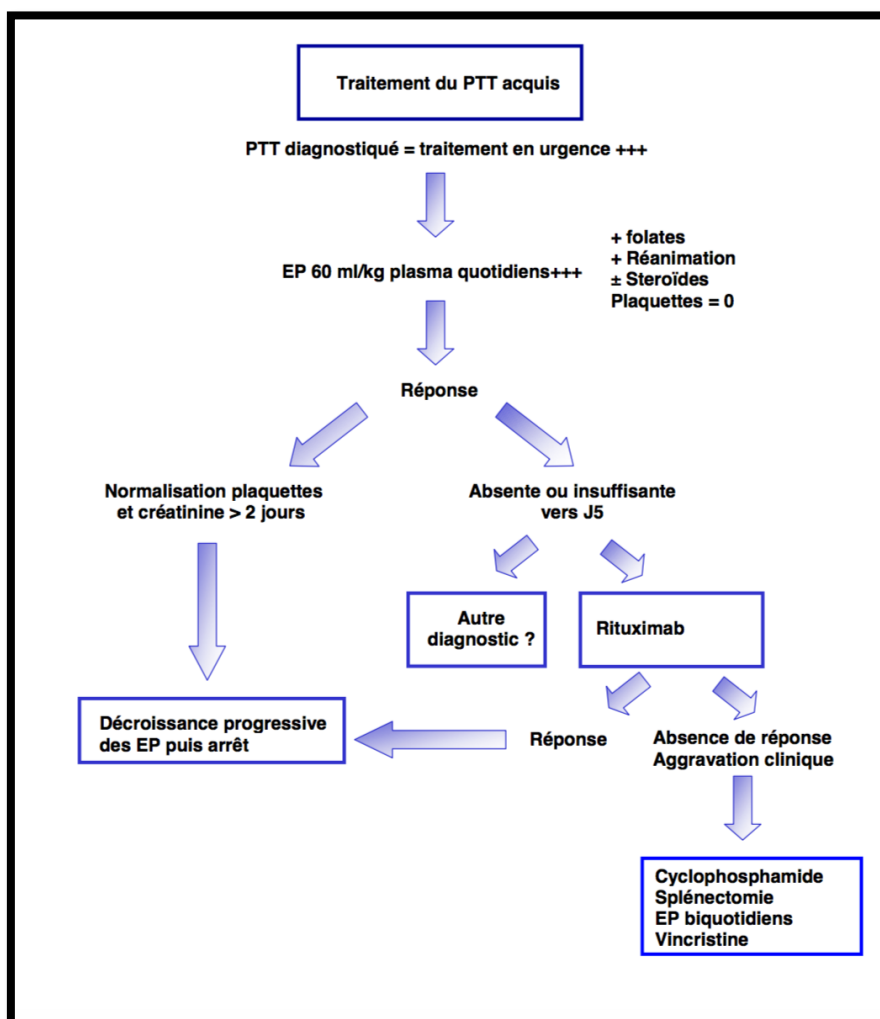 Traitement du PTT acquis
PTT diagnostiqué = traitement en urgence +++
EP 60 ml/kg plasma quotidiens+++
+ folates
+ Réanimation
± Steroïdes
Plaquettes = 0
Réponse
Normalisation plaquettes
et créatinine > 2 jours
Absente ou insuffisante
vers J5
Autre
diagnostic ?
Rituximab
Décroissance progressive
des EP puis arrêt
Réponse
Absence de réponse
Aggravation clinique
Cyclophosphamide
Splénectomie
EP biquotidiens
Vincristine